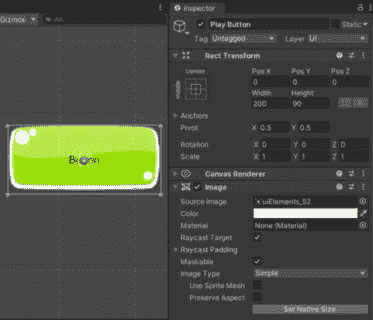 Gizmos
All
Inspector
Play Button
Static
Tag Untagged Layer UI
Rect Transform
center
middle
Pos X Pos Y Pos Z
0 0 0
Width Height
200 90
Anchors
Pivot X 0.5 Y 0.5
Rotation X 0 Y 0 Z 0
Scale X 1 Y 1 Z 1
Canvas Renderer
Image
Source Image uiElements_52
Color
Material None (Material)
Raycast Target
Raycast Padding
Maskable
Image Type Simple
Use Sprite Mesh
Preserve Aspect
Set Native Size
Button